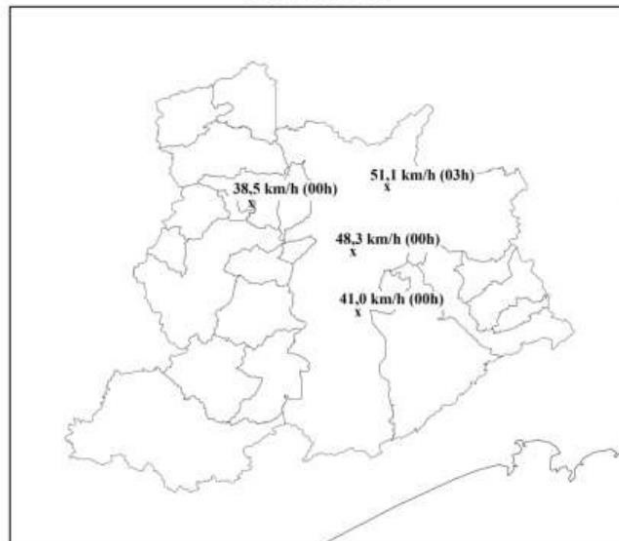 51,1 km/h (03h)
x
38,5 km/h (00h)
x
48,3 km/h (00h)
x
41,0 km/h (00h)
x